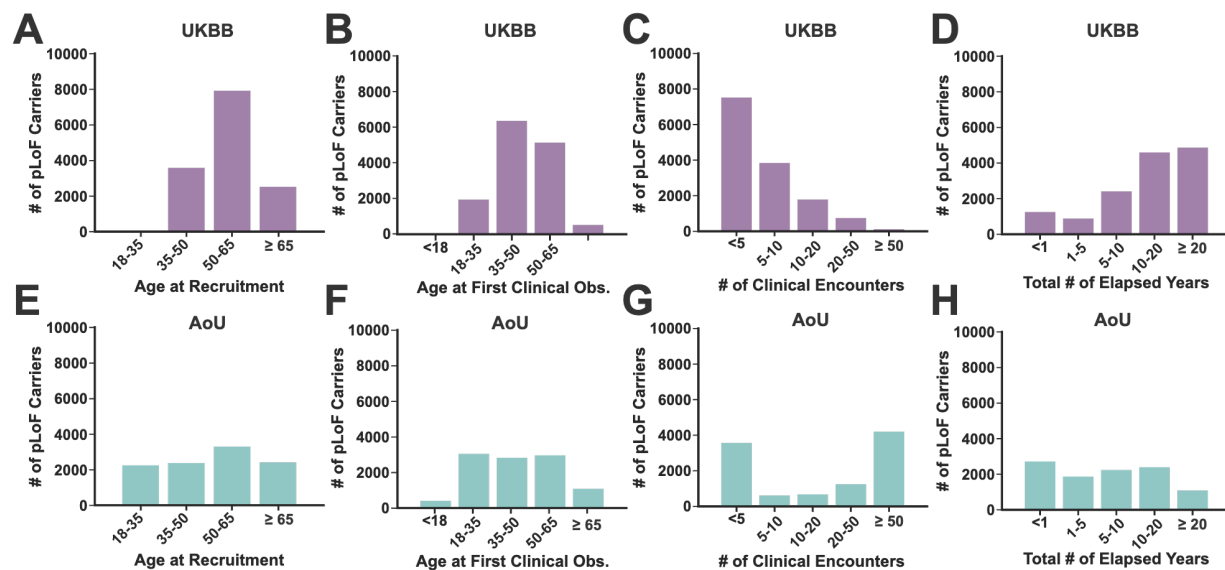 A
UKBB
# of pLoF Carriers
10000
8000
6000
4000
2000
0
18-35
35-50
50-65
≥ 65
Age at Recruitment
B
UKBB
# of pLoF Carriers
10000
8000
6000
4000
2000
0
<18
18-35
35-50
50-65
Age at First Clinical Obs.
C
UKBB
# of pLoF Carriers
10000
8000
6000
4000
2000
0
<5
5-10
10-20
20-50
≥ 50
# of Clinical Encounters
D
UKBB
# of pLoF Carriers
10000
8000
6000
4000
2000
0
<1
1-5
5-10
10-20
≥ 20
Total # of Elapsed Years
E
AoU
# of pLoF Carriers
10000
8000
6000
4000
2000
0
18-35
35-50
50-65
≥ 65
Age at Recruitment
F
AoU
# of pLoF Carriers
10000
8000
6000
4000
2000
0
<18
18-35
35-50
50-65
≥ 65
Age at First Clinical Obs.
G
AoU
# of pLoF Carriers
10000
8000
6000
4000
2000
0
<5
5-10
10-20
20-50
≥ 50
# of Clinical Encounters
H
AoU
# of pLoF Carriers
10000
8000
6000
4000
2000
0
<1
1-5
5-10
10-20
≥ 20
Total # of Elapsed Years